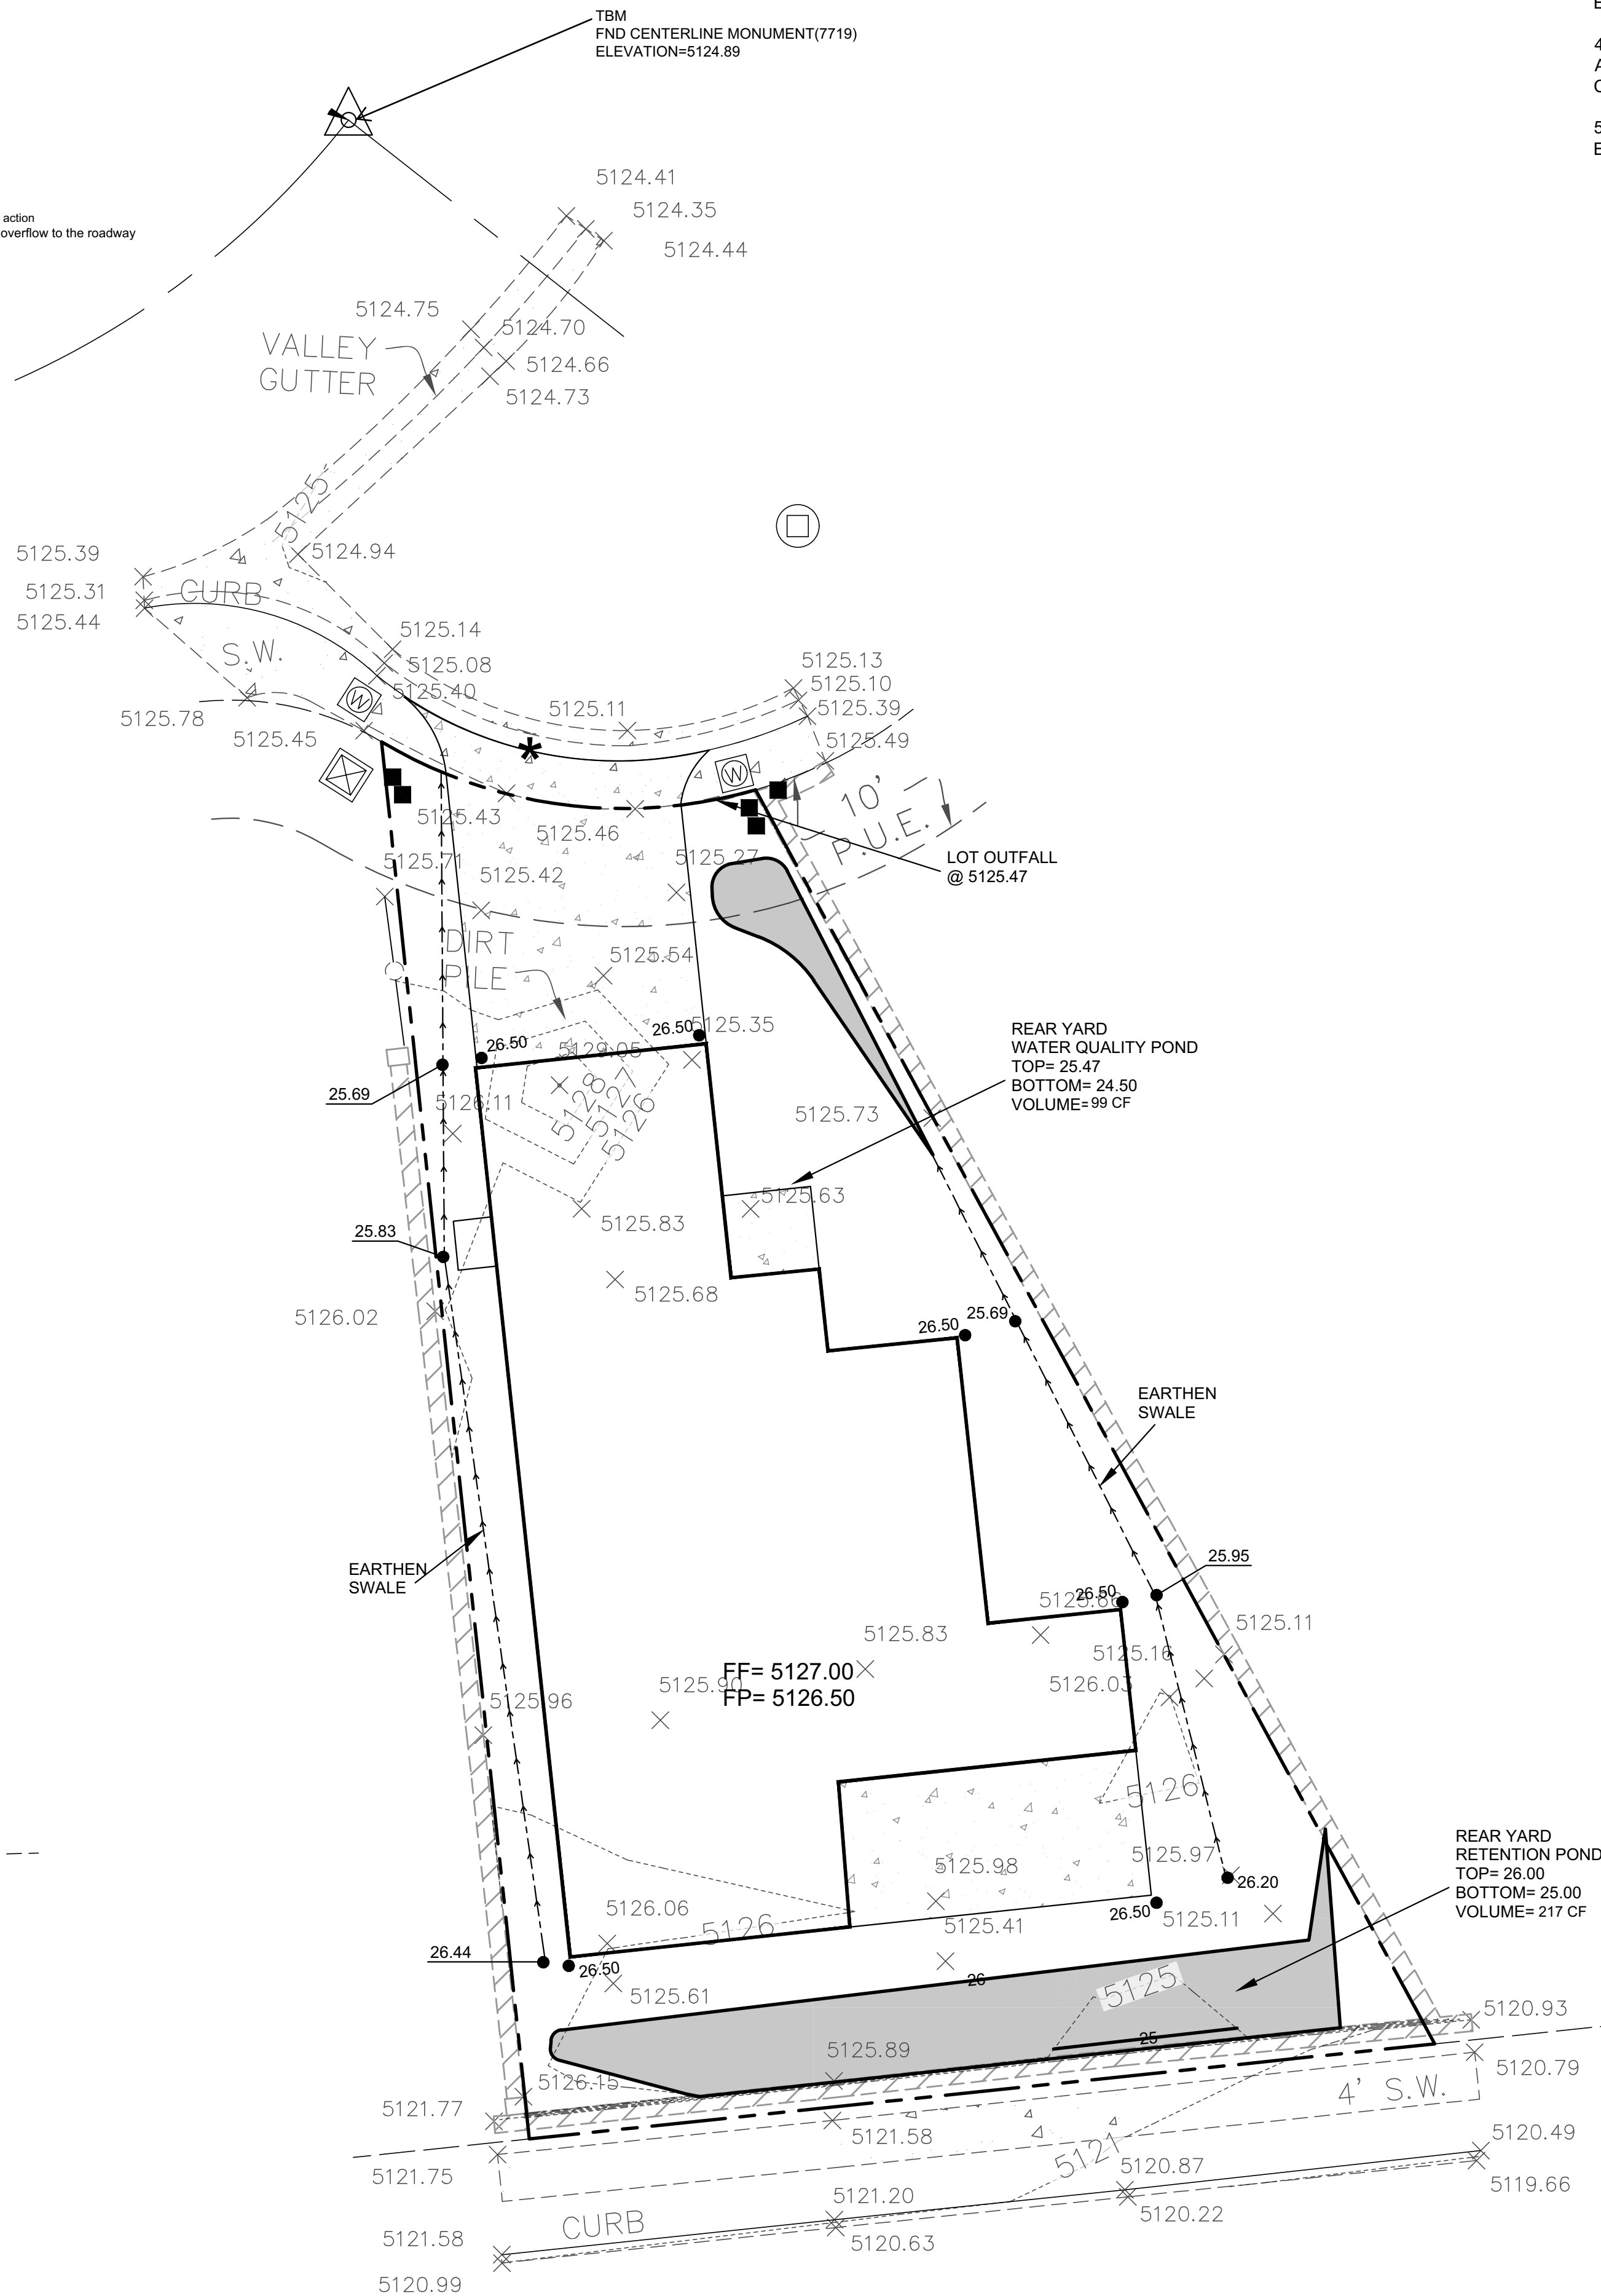 TBM
FND CENTERLINE MONUMENT(7719)
ELEVATION=5124.89
action
overflow to the roadway
5124.41
5124.35
5124.44
5124.75
5124.70
VALLEY
GUTTER
5124.66
5124.73
5125
5125.39
5124.94
5125.31
CURB
5125.44
S.W.
5125.14
5125.08
W
5125.40
5125.13
5125.10
5125.39
5125.78
5125.11
5125.45
*
5125.49
W
10'
P.U.E.
5125.43
5125.46
5125.71
5125.42
5125.27
LOT OUTFALL
@ 5125.47
DIRT
PILE
5125.54
26.50
26.50
5125.35
5129.05
REAR YARD
WATER QUALITY POND
TOP= 25.47
BOTTOM= 24.50
VOLUME= 99 CF
25.69
5126.11
5128
5127
5126
5125.73
5125.63
5125.83
25.83
5125.68
5126.02
26.50
25.69
EARTHEN
SWALE
EARTHEN
SWALE
25.95
26.50
5125.83
5125.16
5125.11
FF= 5127.00
FP= 5126.50
5125.90
5126.03
5125.96
5126
5125.98
5125.97
26.20
REAR YARD
RETENTION POND
TOP= 26.00
BOTTOM= 25.00
VOLUME= 217 CF
5126.06
5126
5125.41
26.50
5125.11
26.44
26.50
5125.61
26
5125
5120.93
25
5125.89
5126.15
5120.79
4' S.W.
5121.77
5121.58
5121
5120.49
5121.75
5120.87
5119.66
5121.20
5120.22
CURB
5121.58
5120.63
5120.99